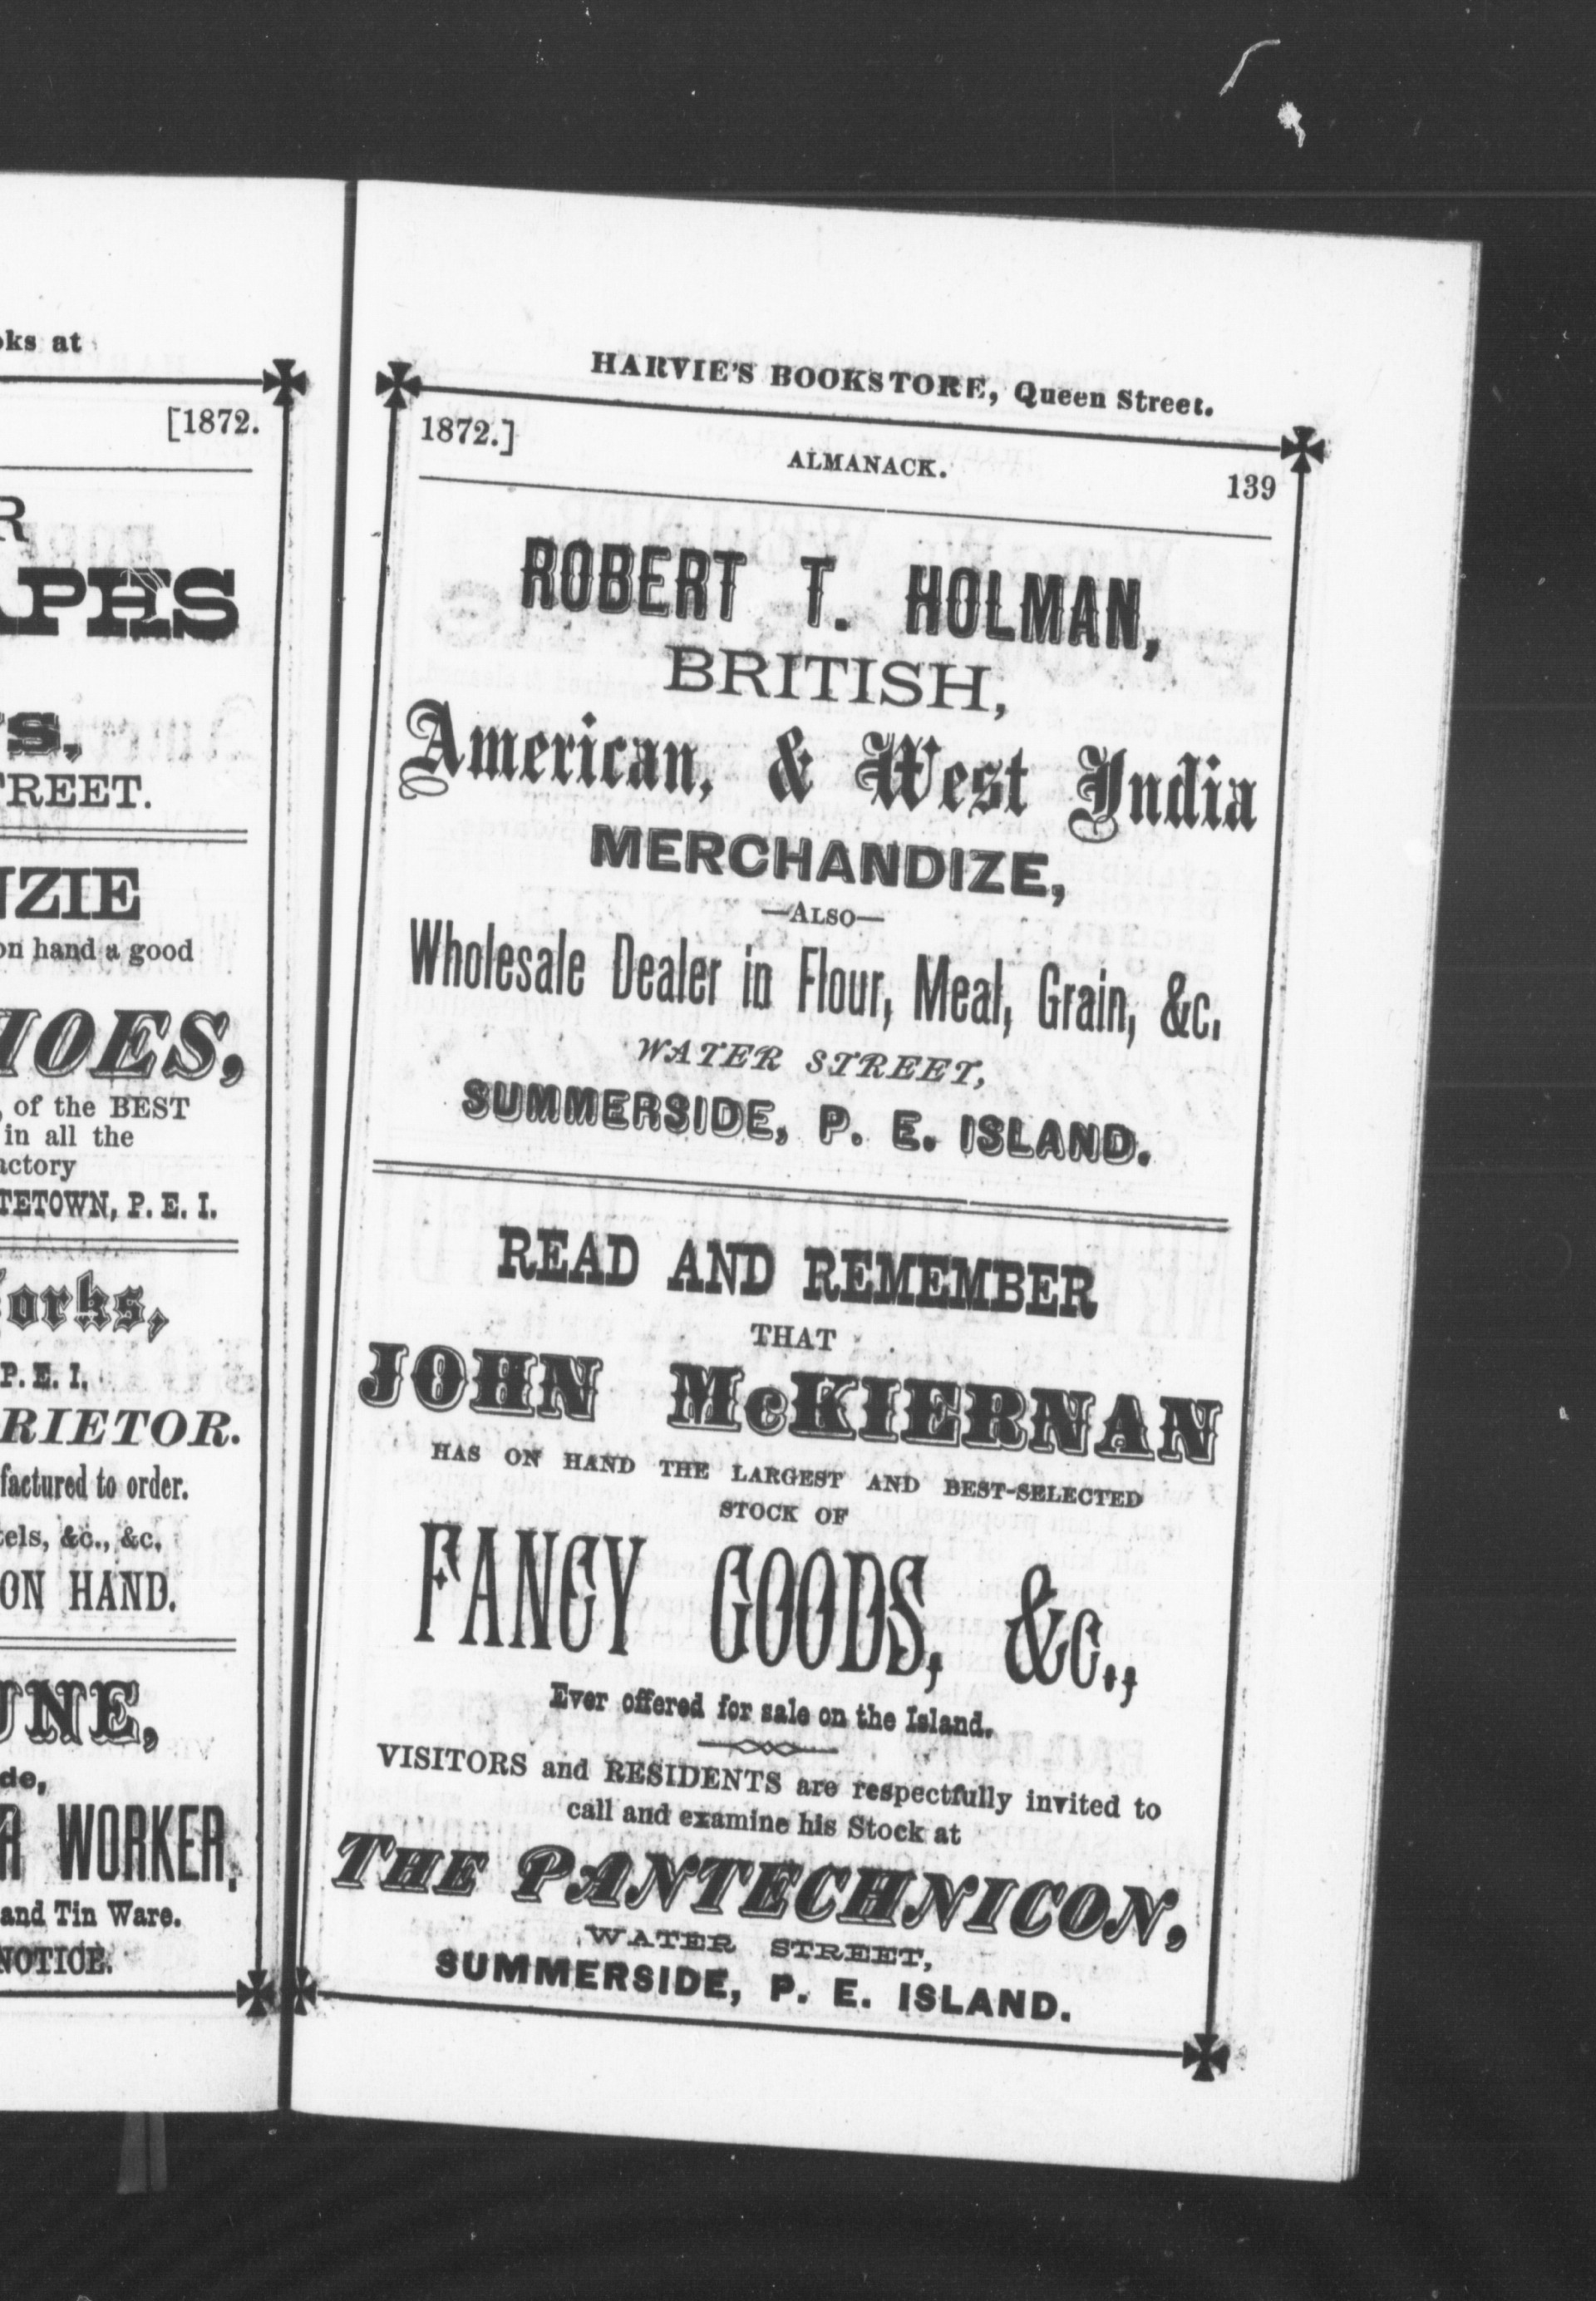 ks at
[1872.
R
APHS
S,
REET.
NZIE
on hand a good
HOES,
, of the BEST
in all the
actory
TETOWN, P. E. I.
orks,
P. E. I.
RIETOR.
factured to order.
els, &c., &c.
ON HAND.
UNE,
de,
R WORKER,
and Tin Ware.
NOTICE.
HARVIE'S BOOKSTORE, Queen Street.
1872.] ALMANACK. 139
ROBERT T. HOLMAN,
BRITISH,
American, & West India
MERCHANDIZE,
—ALSO—
Wholesale Dealer in Flour, Meal, Grain, &c.
WATER STREET,
SUMMERSIDE, P. E. ISLAND.
READ AND REMEMBER
THAT
JOHN McKIERNAN
HAS ON HAND THE LARGEST AND BEST-SELECTED
STOCK OF
FANCY GOODS, &c.,
Ever offered for sale on the Island.
VISITORS and RESIDENTS are respectfully invited to
call and examine his Stock at
THE PANTECHNICON,
WATER STREET,
SUMMERSIDE, P. E. ISLAND.